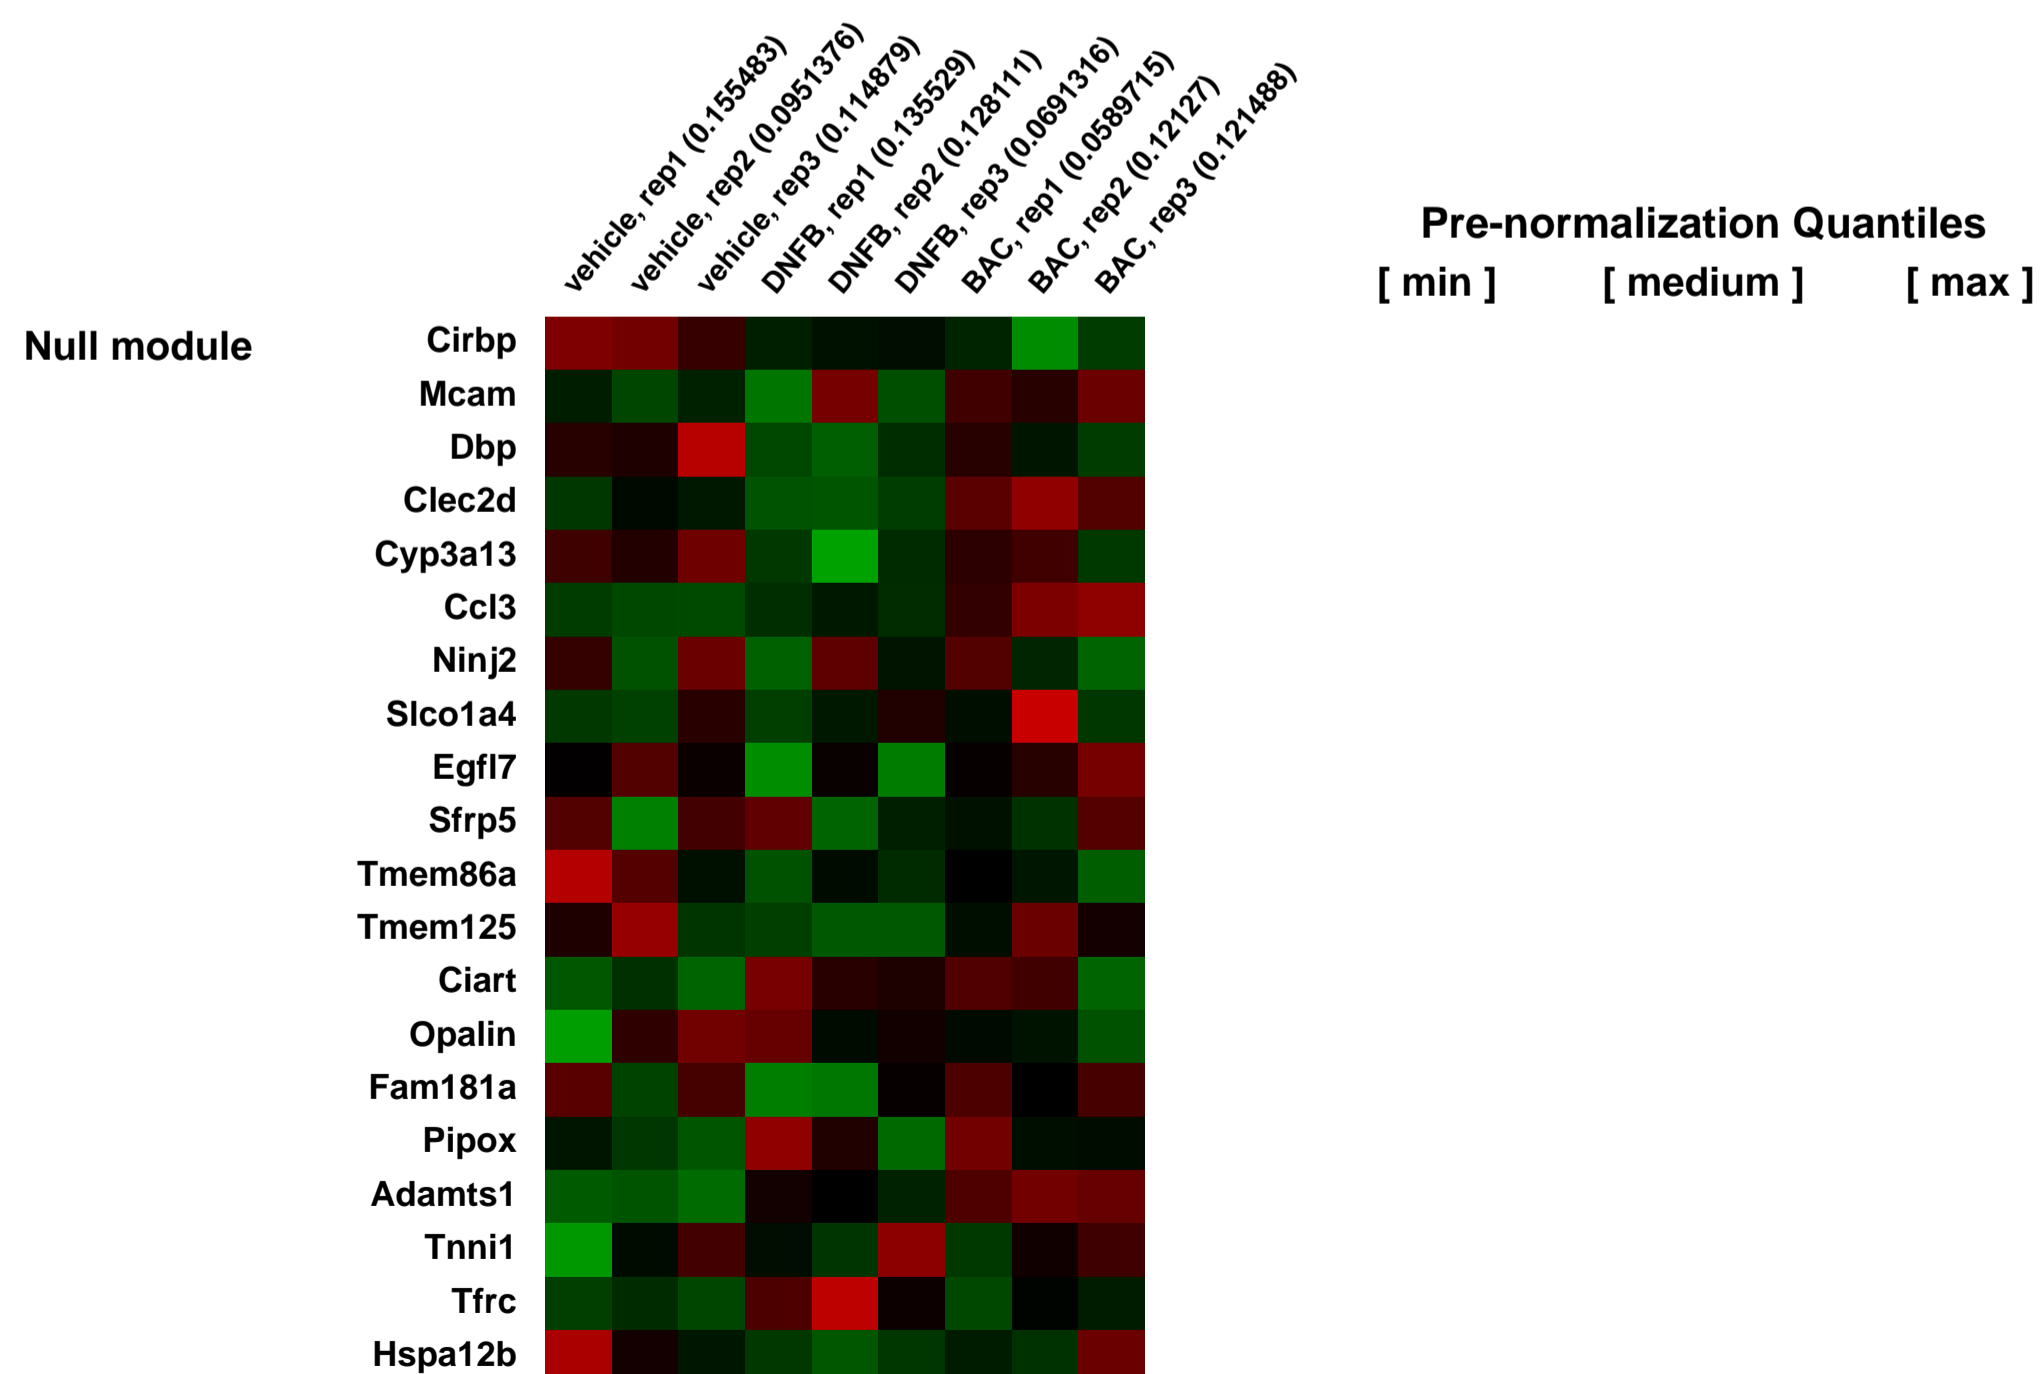 vehicle, rep1 (0.155483)
vehicle, rep2 (0.0951376)
vehicle, rep3 (0.114879)
DNFB, rep1 (0.135529)
DNFB, rep2 (0.128111)
DNFB, rep3 (0.0691316)
BAC, rep1 (0.0589715)
BAC, rep2 (0.12127)
BAC, rep3 (0.121488)
Pre-normalization Quantiles
[ min ] [ medium ] [ max ]
Null module
Cirbp
Mcam
Dbp
Clec2d
Cyp3a13
Ccl3
Ninj2
Slco1a4
Egfl7
Sfrp5
Tmem86a
Tmem125
Ciart
Opalin
Fam181a
Pipox
Adamts1
Tnni1
Tfrc
Hspa12b